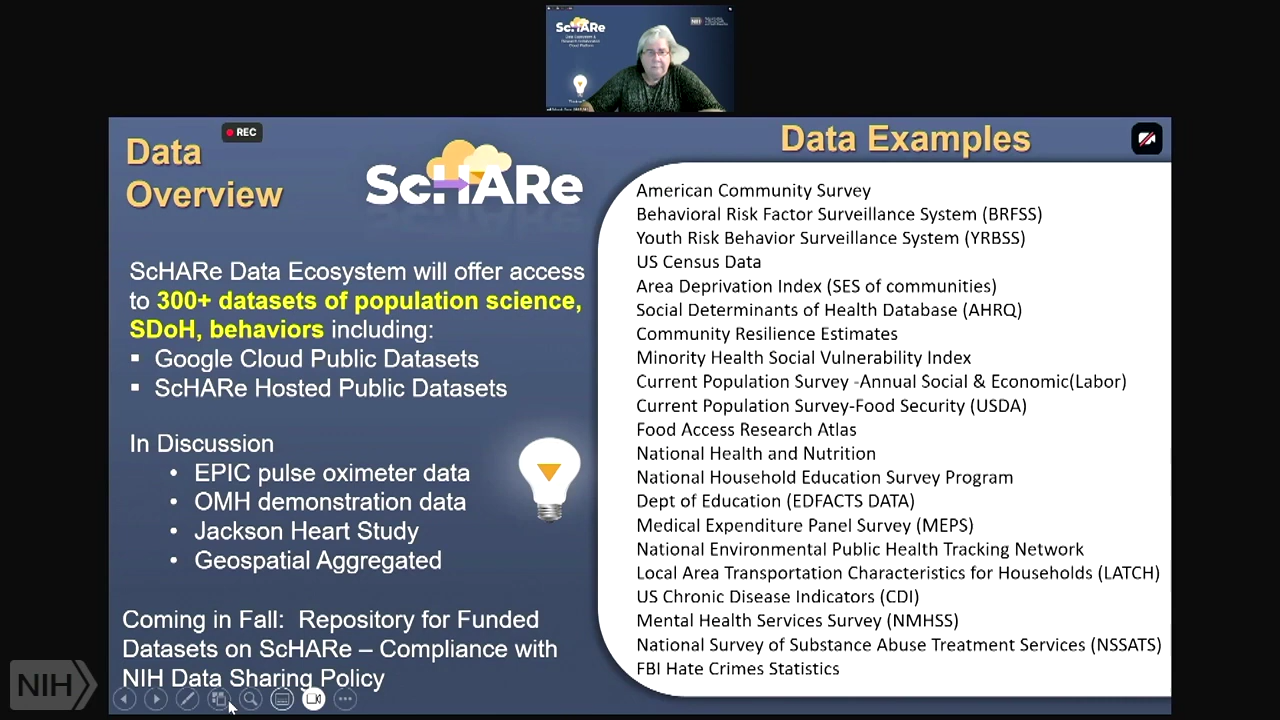 ScHARe
NIH
REC
Data
Overview
ScHARe
ScHARe Data Ecosystem will offer access
to 300+ datasets of population science,
SDoH, behaviors including:
▪ Google Cloud Public Datasets
▪ ScHARe Hosted Public Datasets
In Discussion
• EPIC pulse oximeter data
• OMH demonstration data
• Jackson Heart Study
• Geospatial Aggregated
Coming in Fall: Repository for Funded
Datasets on ScHARe – Compliance with
NIH Data Sharing Policy
Data Examples
American Community Survey
Behavioral Risk Factor Surveillance System (BRFSS)
Youth Risk Behavior Surveillance System (YRBSS)
US Census Data
Area Deprivation Index (SES of communities)
Social Determinants of Health Database (AHRQ)
Community Resilience Estimates
Minority Health Social Vulnerability Index
Current Population Survey -Annual Social & Economic(Labor)
Current Population Survey-Food Security (USDA)
Food Access Research Atlas
National Health and Nutrition
National Household Education Survey Program
Dept of Education (EDFACTS DATA)
Medical Expenditure Panel Survey (MEPS)
National Environmental Public Health Tracking Network
Local Area Transportation Characteristics for Households (LATCH)
US Chronic Disease Indicators (CDI)
Mental Health Services Survey (NMHSS)
National Survey of Substance Abuse Treatment Services (NSSATS)
FBI Hate Crimes Statistics
NIH